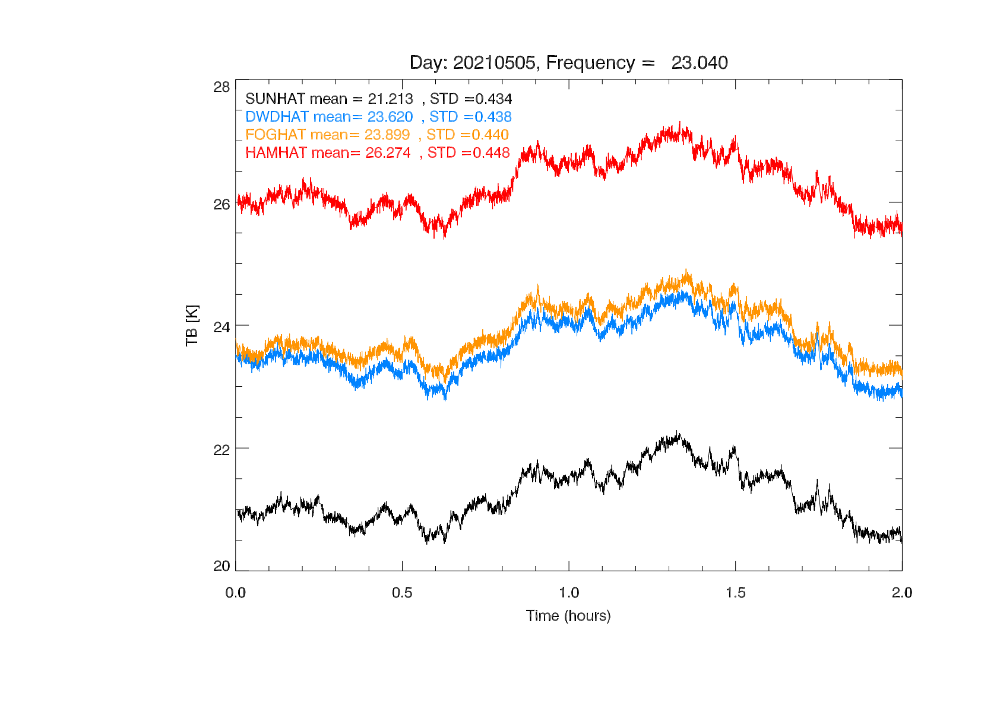 Day: 20210505, Frequency = 23.040
28
SUNHAT mean = 21.213 , STD =0.434
DWDHAT mean= 23.620 , STD =0.438
FOGHAT mean= 23.899 , STD =0.440
HAMHAT mean= 26.274 , STD =0.448
26
24
22
20
TB [K]
0.0 0.5 1.0 1.5 2.0
Time (hours)